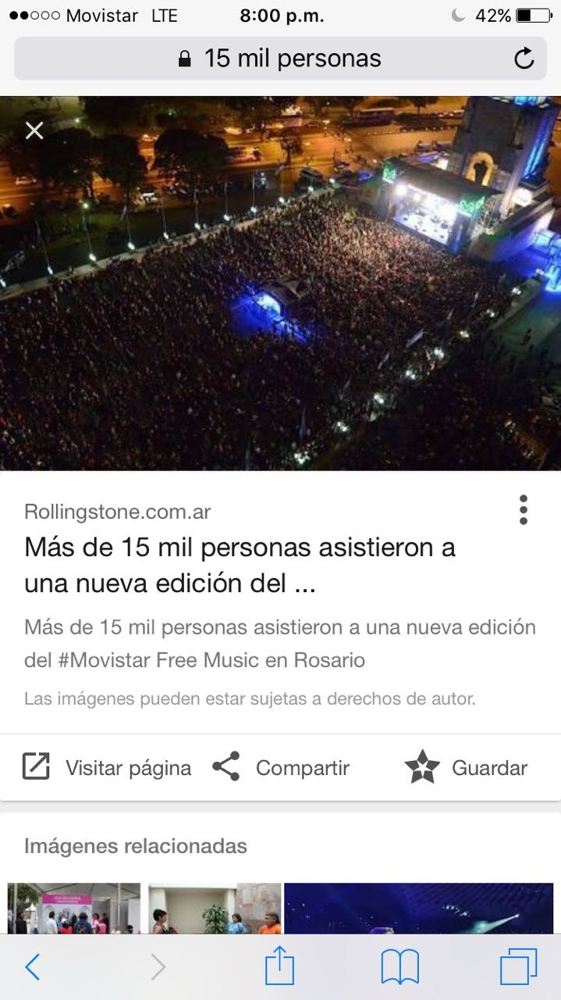 Movistar LTE 8:00 p.m. 42%
15 mil personas
Rollingstone.com.ar
Más de 15 mil personas asistieron a
una nueva edición del ...
Más de 15 mil personas asistieron a una nueva edición
del #Movistar Free Music en Rosario
Las imágenes pueden estar sujetas a derechos de autor.
Visitar página Compartir Guardar
Imágenes relacionadas